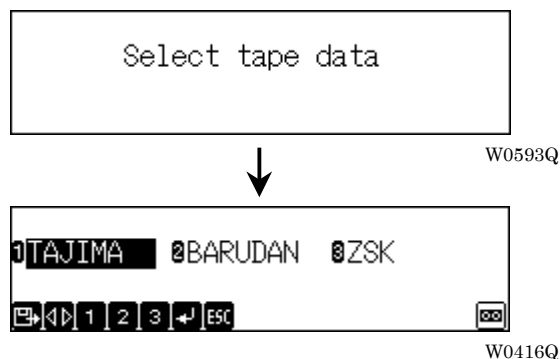 Select tape data
W0593Q
1TAJIMA 2BARUDAN 3ZSK
1 2 3 ESC
W0416Q